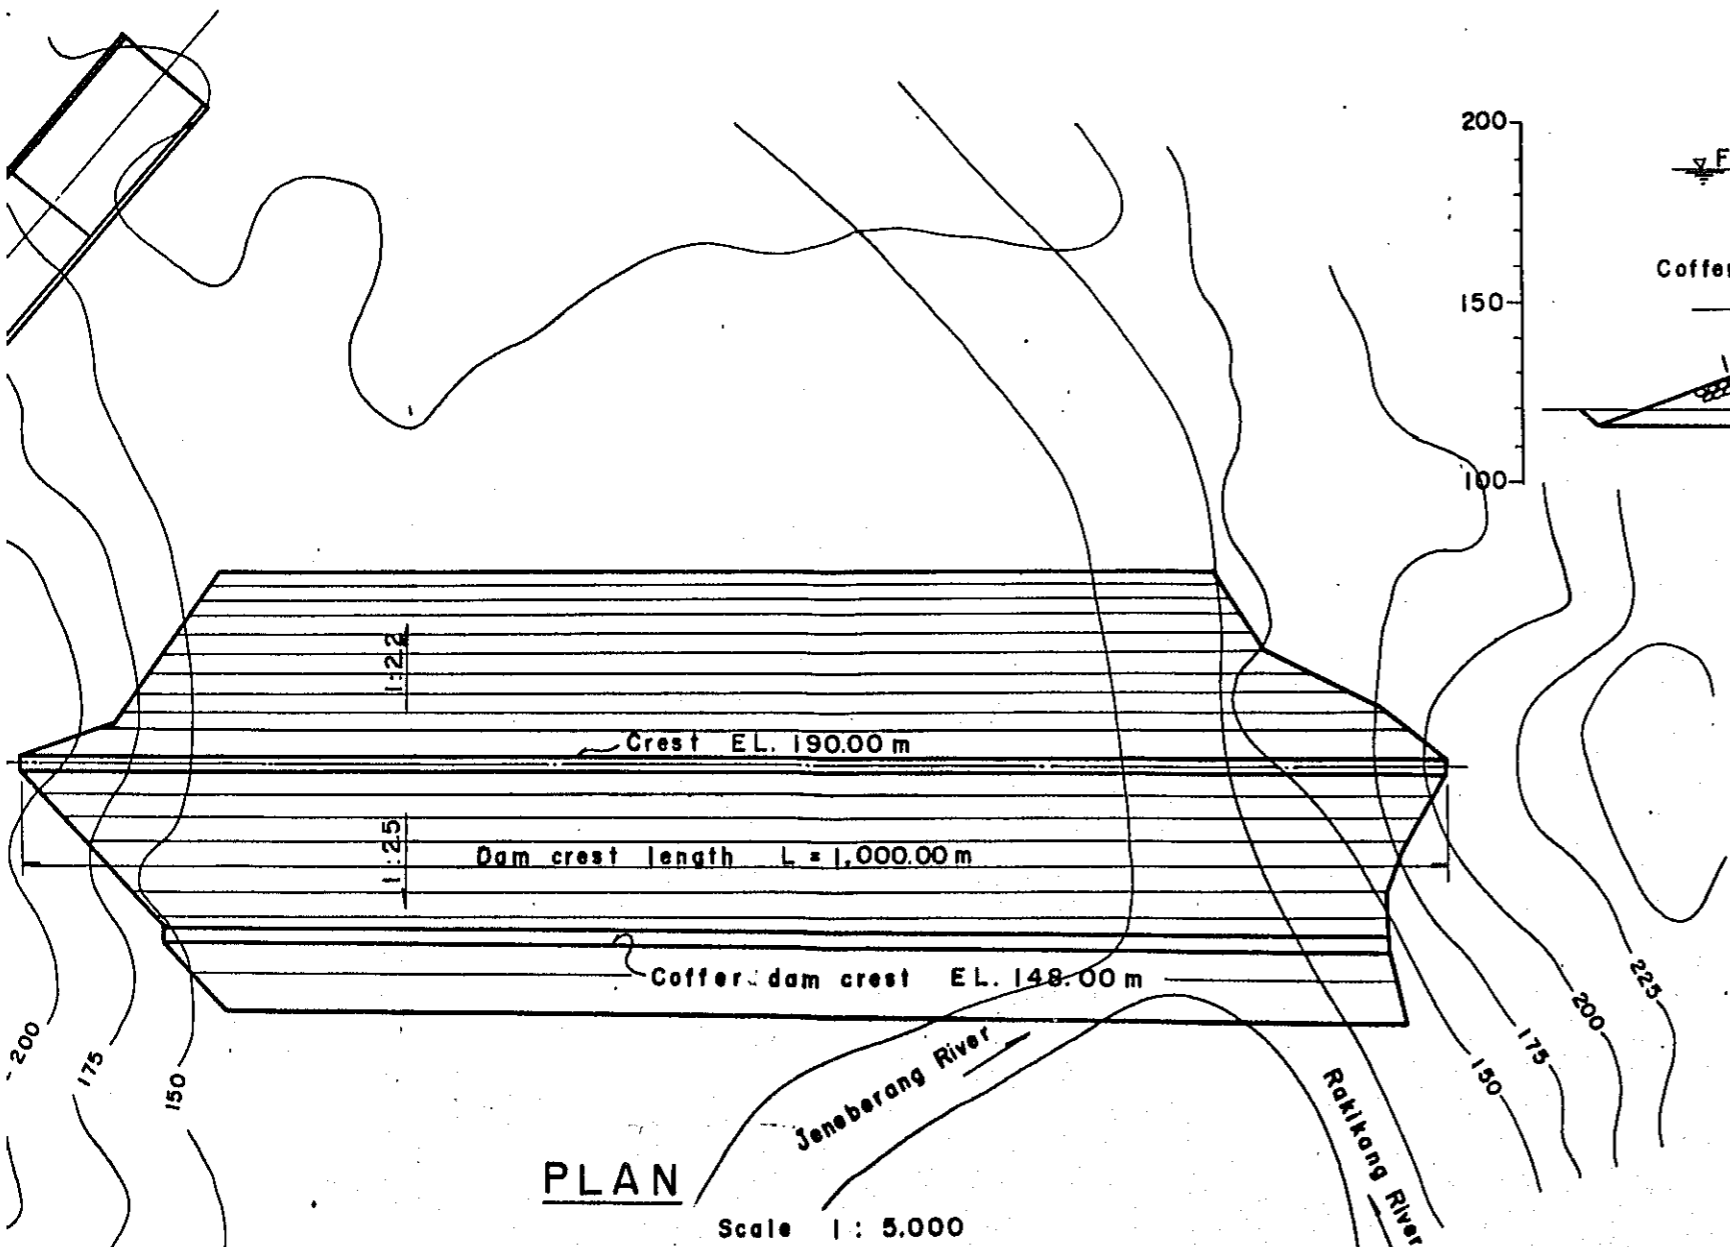 200
F
Coffer
150
100
1:2.2
Crest EL. 190.00 m
1:2.5
Dam crest length L = 1,000.00 m
Coffer dam crest EL. 148.00 m
200
175
150
Jeneberang River
Rakikang River
150
175
200
225
PLAN
Scale 1 : 5,000